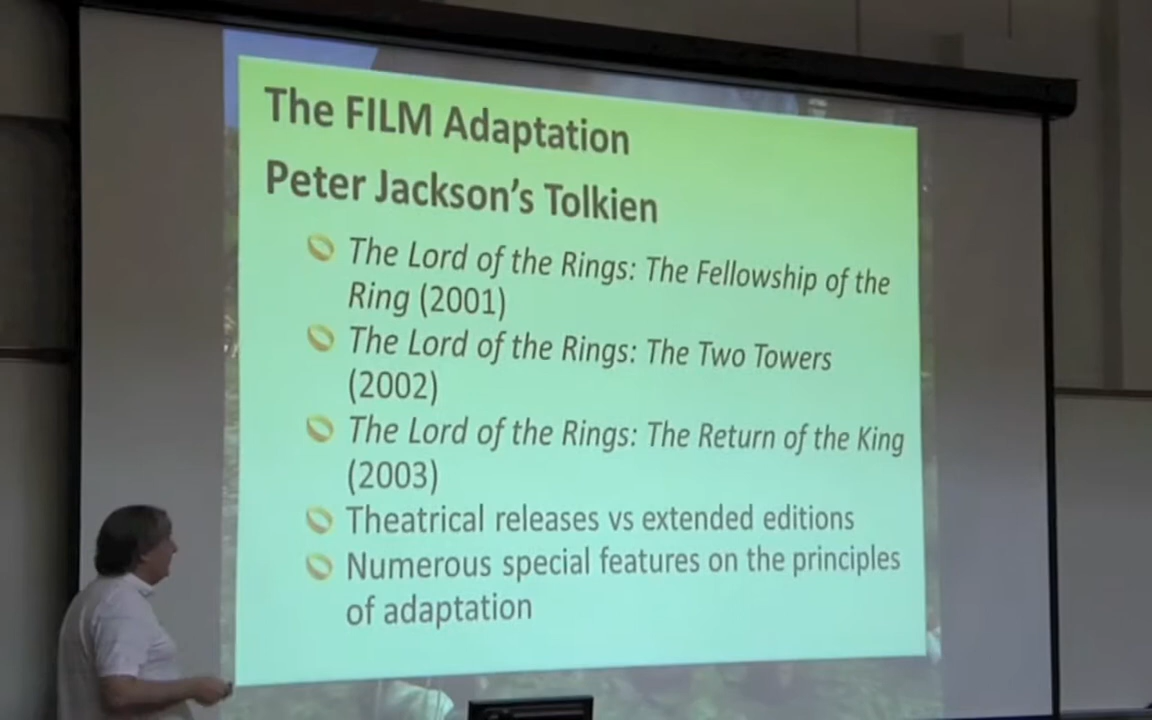 The FILM Adaptation
Peter Jackson's Tolkien
The Lord of the Rings: The Fellowship of the
Ring (2001)
The Lord of the Rings: The Two Towers
(2002)
The Lord of the Rings: The Return of the King
(2003)
Theatrical releases vs extended editions
Numerous special features on the principles
of adaptation